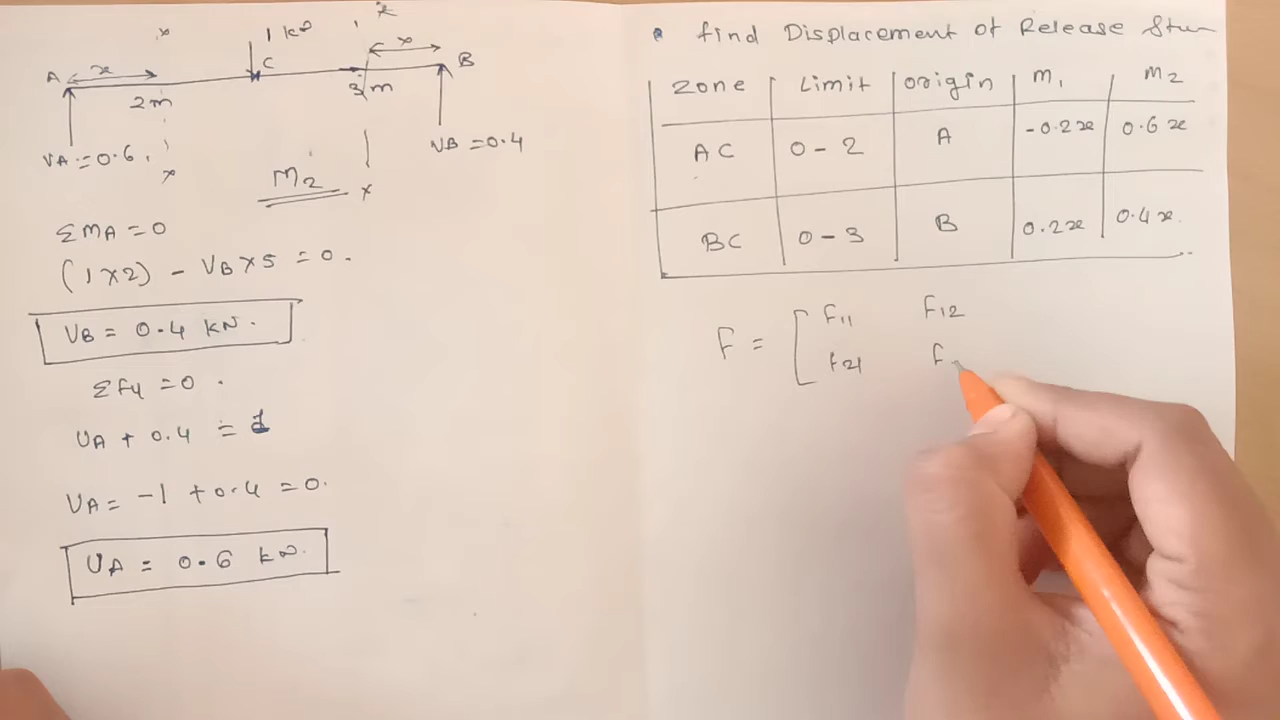 1 kN
x
x
A
x
C
x
B
2m
3m
VA = 0.6
VB = 0.4
x
M2
x
ΣMA = 0
(1×2) - VB×5 = 0.
VB = 0.4 kN.
ΣFy = 0.
VA + 0.4 = 1
VA = -1 + 0.4 = 0.
VA = 0.6 kN.
• find Displacement of Release
Zone Limit Origin M1 M2
AC 0-2 A -0.2x 0.6x
BC 0-3 B 0.2x 0.4x.
F = [ F11 F12
F21 F